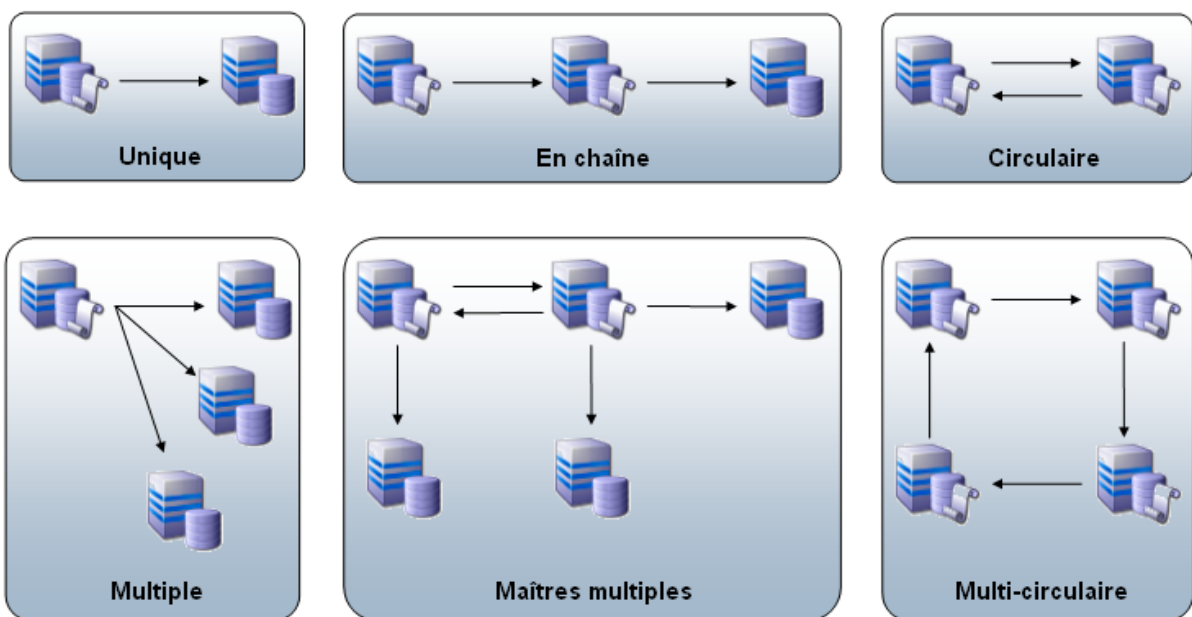 Unique
En chaîne
Circulaire
Multiple
Maîtres multiples
Multi-circulaire